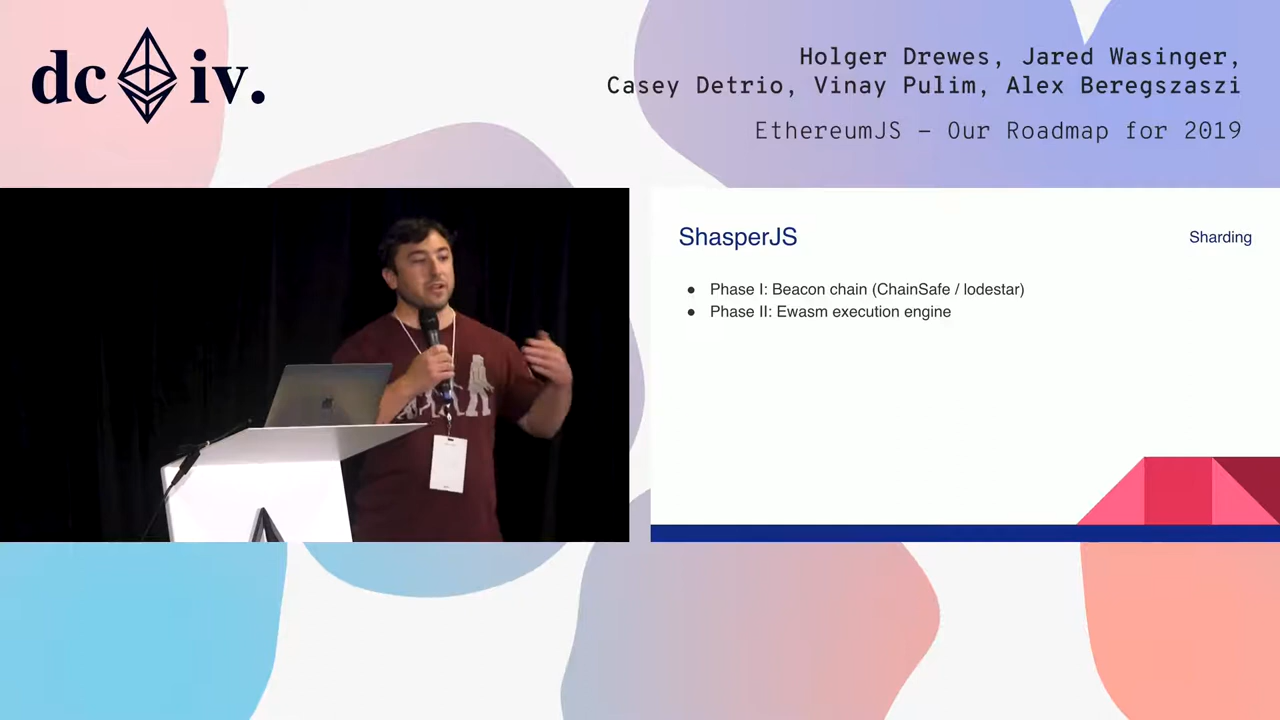 dc iv.
Holger Drewes, Jared Wasinger,
Casey Detrio, Vinay Pulim, Alex Beregszaszi
EthereumJS – Our Roadmap for 2019
ShasperJS
Sharding
● Phase I: Beacon chain (ChainSafe / lodestar)
● Phase II: Ewasm execution engine